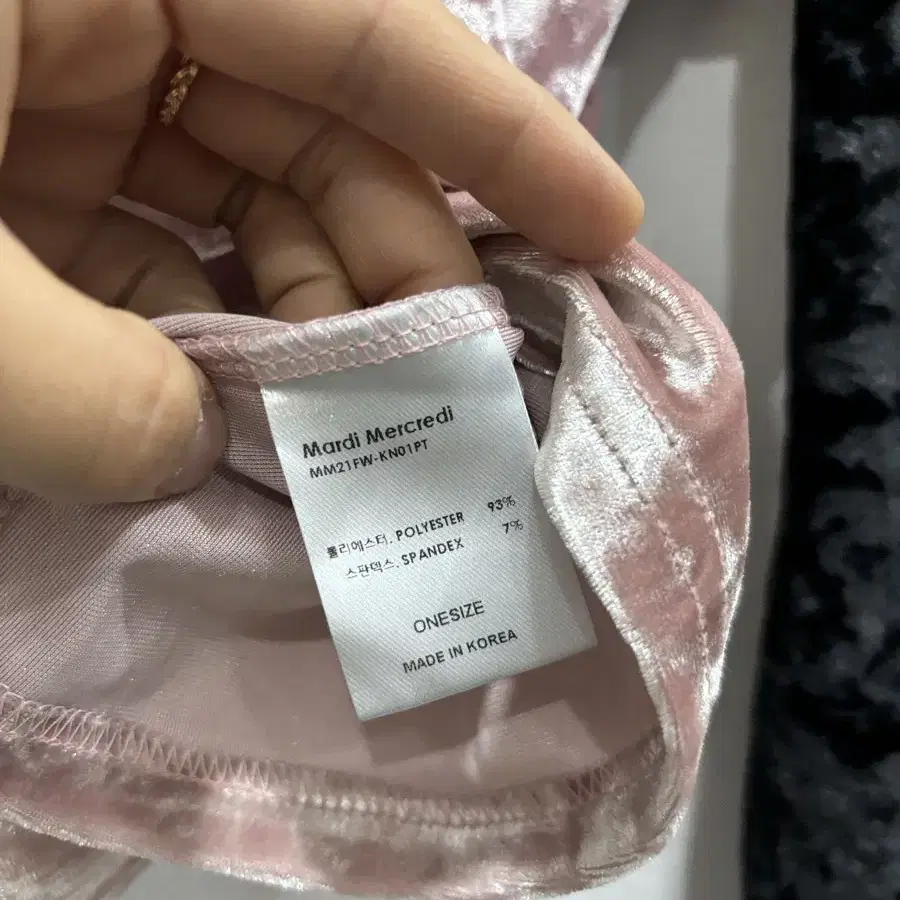 Mardi Mercredi
MM21FW-KN01PT
폴리에스터. POLYESTER 93%
스판덱스. SPANDEX 7%
ONESIZE
MADE IN KOREA